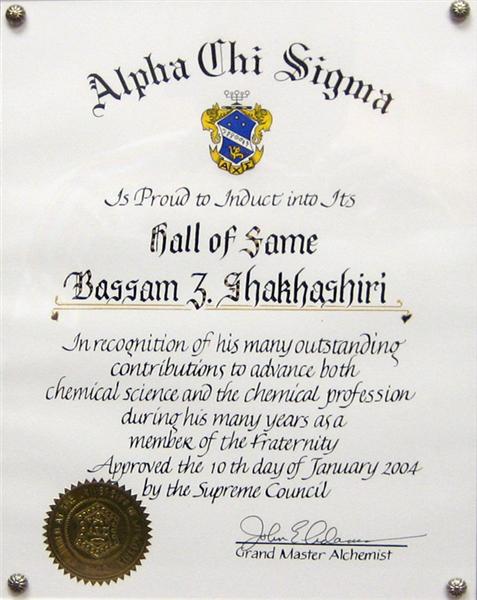 Alpha Chi Sigma
ΑΧΣ
Is Proud to Induct into Its
Hall of Fame
Bassam Z. Shakhashiri
In recognition of his many outstanding
contributions to advance both
chemical science and the chemical profession
during his many years as a
member of the Fraternity
Approved the 10th day of January 2004
by the Supreme Council
Grand Master Alchemist